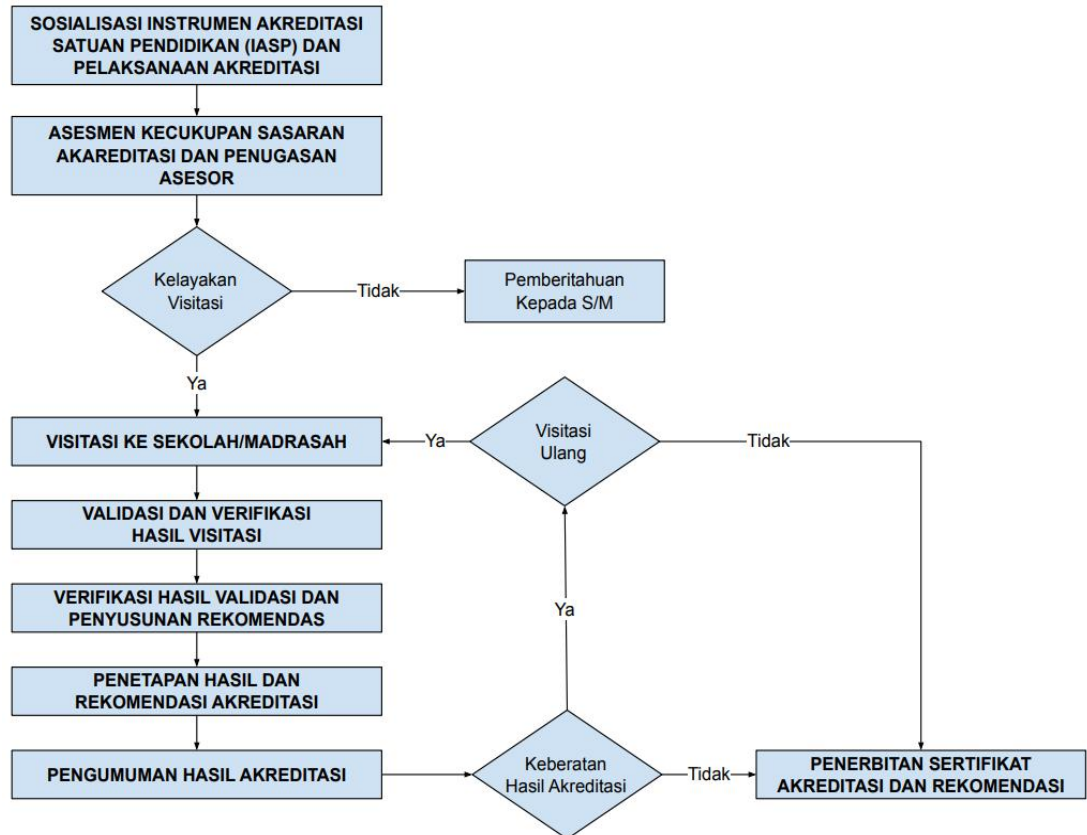 SOSIALISASI INSTRUMEN AKREDITASI
SATUAN PENDIDIKAN (IASP) DAN
PELAKSANAAN AKREDITASI
ASESMEN KECUKUPAN SASARAN
AKAREDITASI DAN PENUGASAN
ASESOR
Kelayakan
Visitasi
Tidak
Pemberitahuan
Kepada S/M
Ya
VISITASI KE SEKOLAH/MADRASAH
Ya
Visitasi
Ulang
Tidak
VALIDASI DAN VERIFIKASI
HASIL VISITASI
VERIFIKASI HASIL VALIDASI DAN
PENYUSUNAN REKOMENDAS
Ya
PENETAPAN HASIL DAN
REKOMENDASI AKREDITASI
PENGUMUMAN HASIL AKREDITASI
Keberatan
Hasil Akreditasi
Tidak
PENERBITAN SERTIFIKAT
AKREDITASI DAN REKOMENDASI